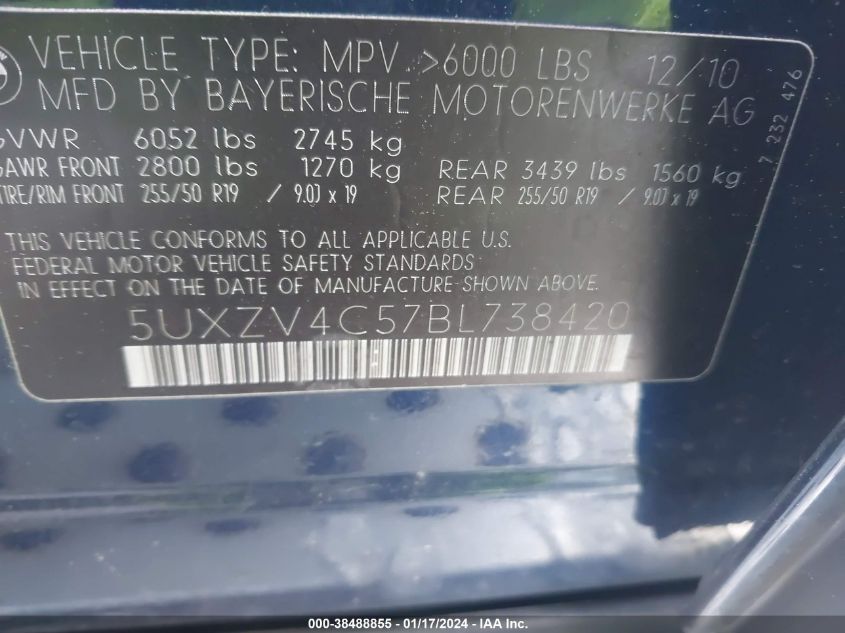 VEHICLE TYPE: MPV >6000 LBS 12/10
MFD BY BAYERISCHE MOTORENWERKE AG
7 232 476
GVWR 6052 lbs 2745 kg
GAWR FRONT 2800 lbs 1270 kg REAR 3439 lbs 1560 kg
TIRE/RIM FRONT 255/50 R19 / 9.0J x 19 REAR 255/50 R19 / 9.0J x 19
THIS VEHICLE CONFORMS TO ALL APPLICABLE U.S.
FEDERAL MOTOR VEHICLE SAFETY STANDARDS
IN EFFECT ON THE DATE OF MANUFACTURE SHOWN ABOVE.
5UXZV4C57BL738420
000-38488855 - 01/17/2024 - IAAI.COM